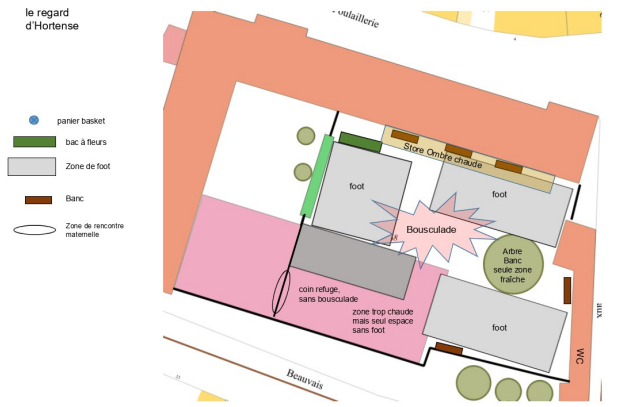 le regard
d'Hortense
panier basket
bac à fleurs
Zone de foot
Banc
Zone de rencontre
maternelle
oulaillerie
Store Ombre chaude
foot
foot
Bousculade
Arbre
Banc
seule zone
fraîche
coin refuge,
sans bousculade
zone trop chaude
mais seul espace
sans foot
foot
WC
aux
Beauvais